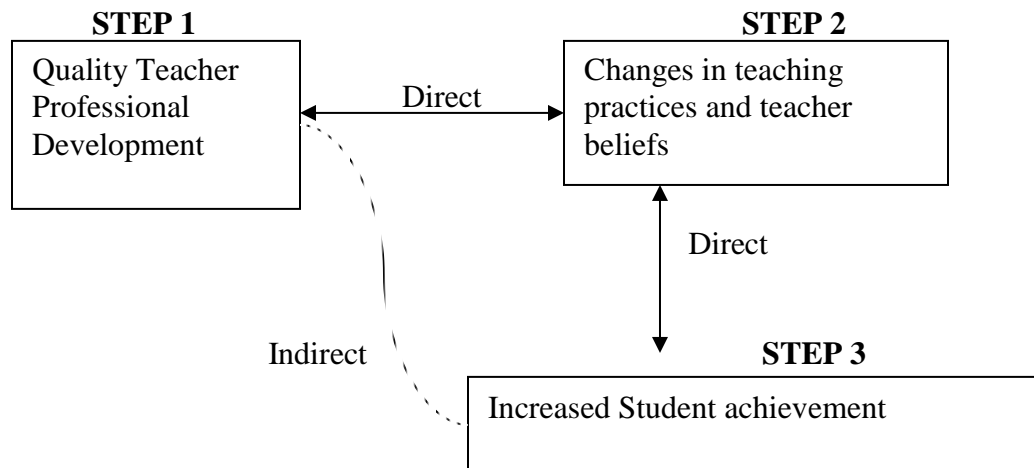 STEP 1
Quality Teacher
Professional
Development
Direct
STEP 2
Changes in teaching
practices and teacher
beliefs
Direct
Indirect
STEP 3
Increased Student achievement